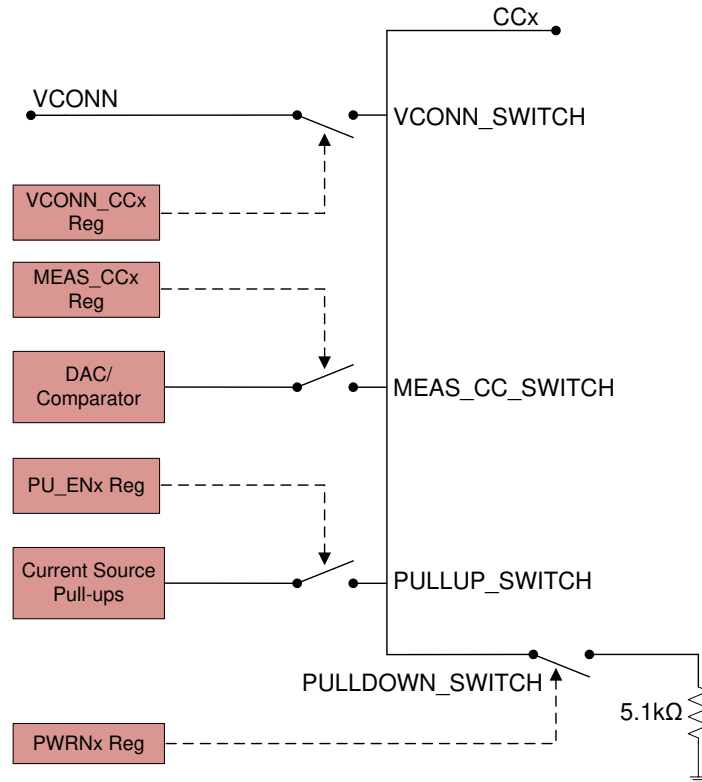 CCx
VCONN
VCONN_SWITCH
VCONN_CCx
Reg
MEAS_CCx
Reg
DAC/
Comparator
MEAS_CC_SWITCH
PU_ENx Reg
Current Source
Pull-ups
PULLUP_SWITCH
PULLDOWN_SWITCH
5.1kΩ
PWRNx Reg